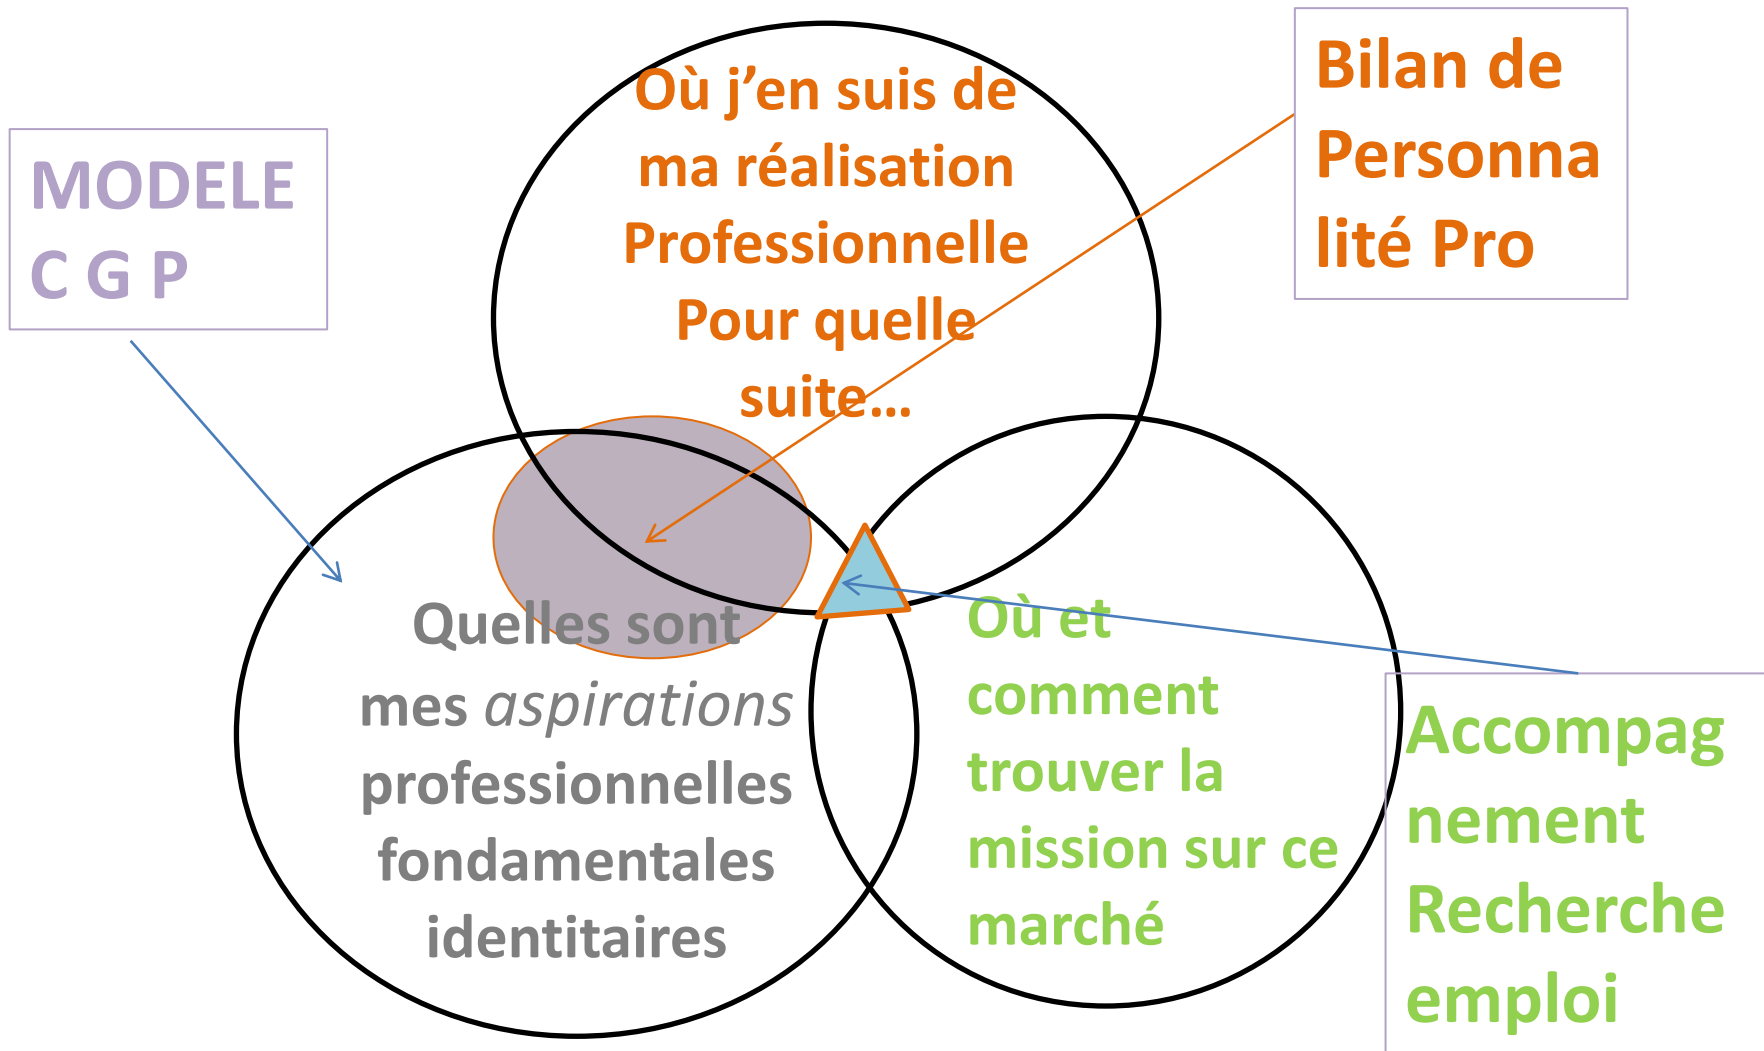 Où j’en suis de
ma réalisation
Professionnelle
Pour quelle
suite…
Bilan de
Personna
lité Pro
MODELE
C G P
Quelles sont
mes aspirations
professionnelles
fondamentales
identitaires
Où et
comment
trouver la
mission sur ce
marché
Accompag
nement
Recherche
emploi